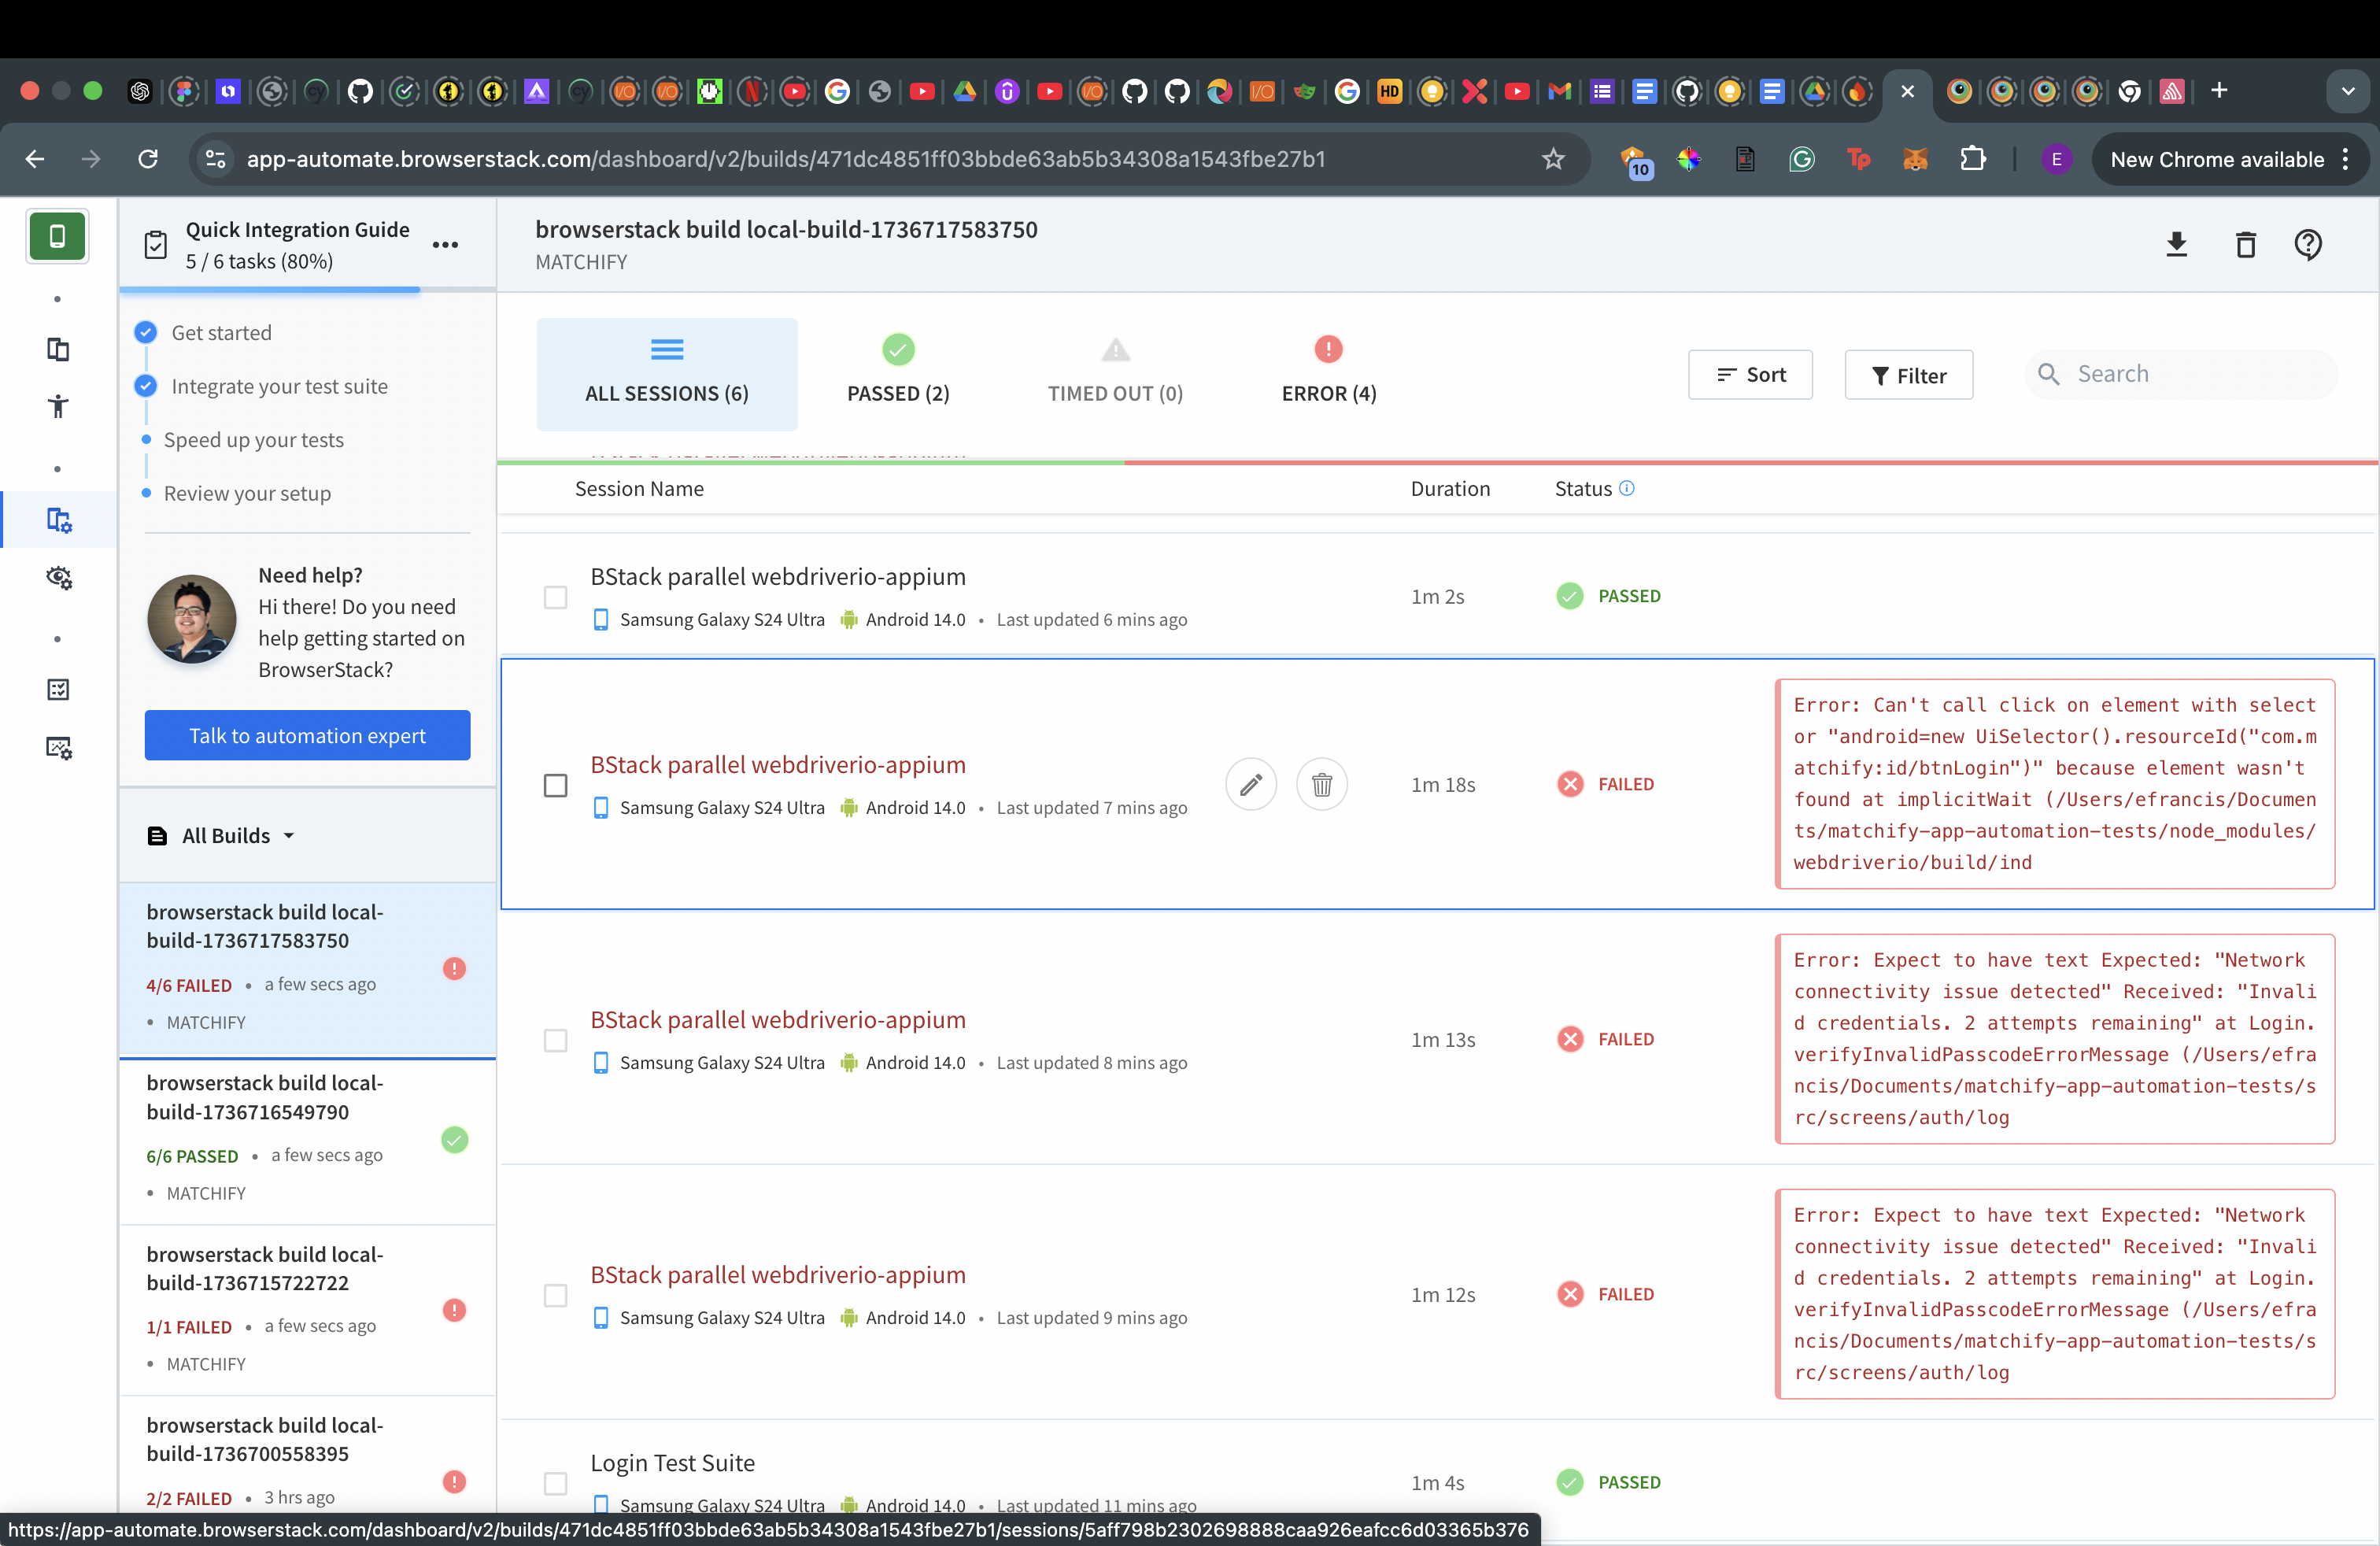 HD
app-automate.browserstack.com/dashboard/v2/builds/471dc4851ff03bbde63ab5b34308a1543fbe27b1
10
Tp
E
New Chrome available
Quick Integration Guide
5 / 6 tasks (80%)
Get started
Integrate your test suite
Speed up your tests
Review your setup
Need help?
Hi there! Do you need
help getting started on
BrowserStack?
Talk to automation expert
All Builds
browserstack build local-
build-1736717583750
4/6 FAILED • a few secs ago
• MATCHIFY
browserstack build local-
build-1736716549790
6/6 PASSED • a few secs ago
• MATCHIFY
browserstack build local-
build-1736715722722
1/1 FAILED • a few secs ago
• MATCHIFY
browserstack build local-
build-1736700558395
2/2 FAILED • 3 hrs ago
browserstack build local-build-1736717583750
MATCHIFY
ALL SESSIONS (6)
PASSED (2)
TIMED OUT (0)
ERROR (4)
Sort
Filter
Search
Session Name
Duration
Status
BStack parallel webdriverio-appium
Samsung Galaxy S24 Ultra Android 14.0 • Last updated 6 mins ago
1m 2s
PASSED
BStack parallel webdriverio-appium
Samsung Galaxy S24 Ultra Android 14.0 • Last updated 7 mins ago
1m 18s
FAILED
Error: Can't call click on element with select
or "android=new UiSelector().resourceId("com.m
atchify:id/btnLogin")" because element wasn't
found at implicitWait (/Users/efrancis/Documen
ts/matchify-app-automation-tests/node_modules/
webdriverio/build/ind
BStack parallel webdriverio-appium
Samsung Galaxy S24 Ultra Android 14.0 • Last updated 8 mins ago
1m 13s
FAILED
Error: Expect to have text Expected: "Network
connectivity issue detected" Received: "Invali
d credentials. 2 attempts remaining" at Login.
verifyInvalidPasscodeErrorMessage (/Users/efra
ncis/Documents/matchify-app-automation-tests/s
rc/screens/auth/log
BStack parallel webdriverio-appium
Samsung Galaxy S24 Ultra Android 14.0 • Last updated 9 mins ago
1m 12s
FAILED
Error: Expect to have text Expected: "Network
connectivity issue detected" Received: "Invali
d credentials. 2 attempts remaining" at Login.
verifyInvalidPasscodeErrorMessage (/Users/efra
ncis/Documents/matchify-app-automation-tests/s
rc/screens/auth/log
Login Test Suite
Samsung Galaxy S24 Ultra Android 14.0 • Last updated 11 mins ago
1m 4s
PASSED
https://app-automate.browserstack.com/dashboard/v2/builds/471dc4851ff03bbde63ab5b34308a1543fbe27b1/sessions/5aff798b2302698888caa926eafcc6d03365b376